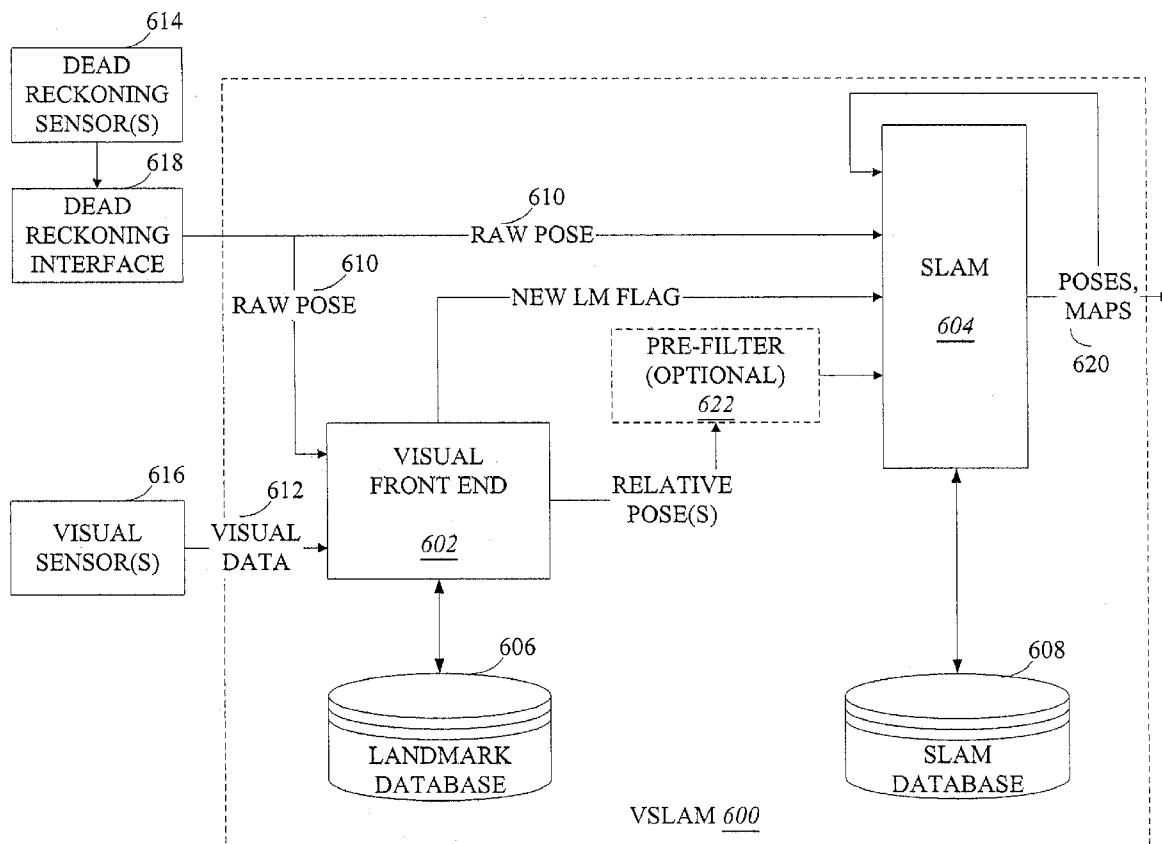 614
DEAD
RECKONING
SENSOR(S)
618
DEAD
RECKONING
INTERFACE
610
RAW POSE
610
RAW POSE
NEW LM FLAG
SLAM
604
POSES,
MAPS
620
PRE-FILTER
(OPTIONAL)
622
616
VISUAL
SENSOR(S)
612
VISUAL
DATA
VISUAL
FRONT END
602
RELATIVE
POSE(S)
606
LANDMARK
DATABASE
608
SLAM
DATABASE
VSLAM 600